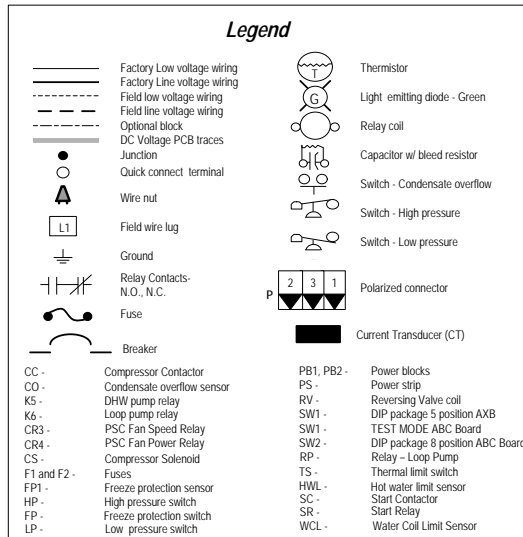 Legend
Factory Low voltage wiring
Factory Line voltage wiring
Field low voltage wiring
Field line voltage wiring
Optional block
DC Voltage PCB traces
Junction
Quick connect terminal
Wire nut
L1
Field wire lug
Ground
Relay Contacts-
N.O., N.C.
Fuse
Breaker
T
Thermistor
G
Light emitting diode - Green
Relay coil
Capacitor w/ bleed resistor
Switch - Condensate overflow
Switch - High pressure
Switch - Low pressure
2 3 1
P
Polarized connector
Current Transducer (CT)
CC - Compressor Contactor
CO - Condensate overflow sensor
K5 - DHW pump relay
K6 - Loop pump relay
CR3 - PSC Fan Speed Relay
CR4 - PSC Fan Power Relay
CS - Compressor Solenoid
F1 and F2 - Fuses
FP1 - Freeze protection sensor
HP - High pressure switch
FP - Freeze protection switch
LP - Low pressure switch
PB1, PB2 - Power blocks
PS - Power strip
RV - Reversing Valve coil
SW1 - DIP package 5 position AXB
SW1 - TEST MODE ABC Board
SW2 - DIP package 8 position ABC Board
RP - Relay – Loop Pump
TS - Thermal limit switch
HWL - Hot water limit sensor
SC - Start Contactor
SR - Start Relay
WCL - Water Coil Limit Sensor